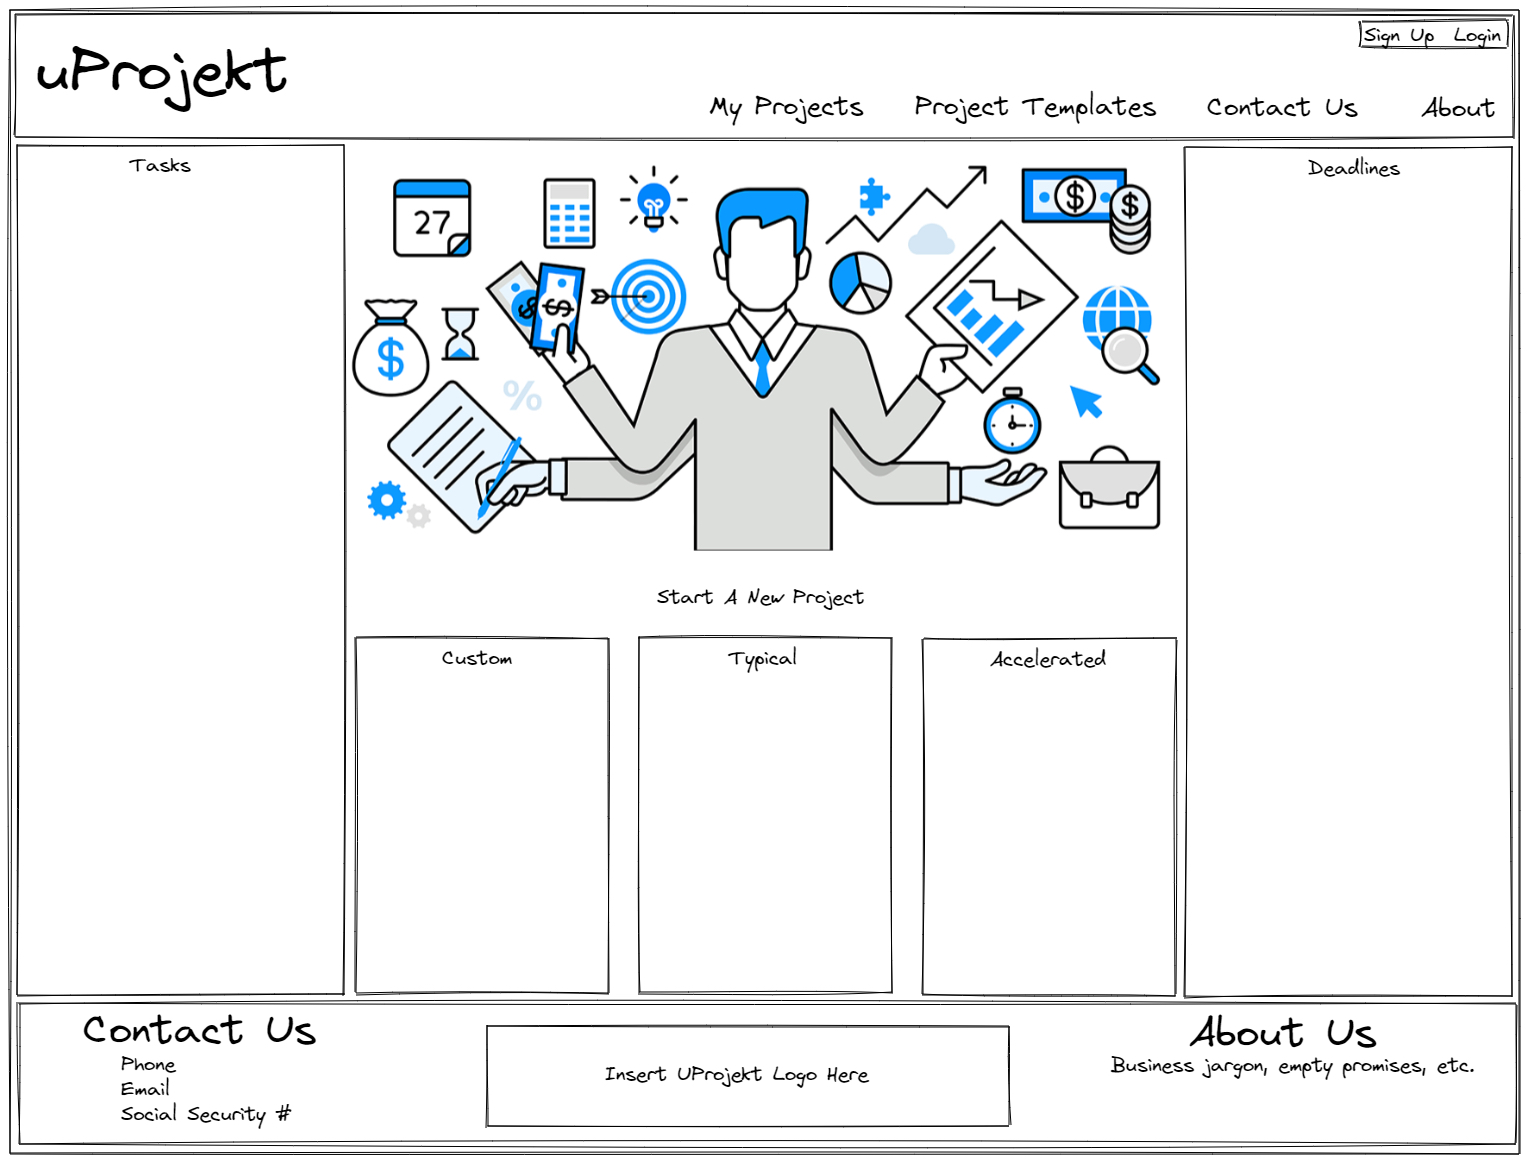 uProjekt
Sign Up Login
My Projects Project Templates Contact Us About
Tasks
Deadlines
27
$
$
$
$
$
$
%
Start A New Project
Custom
Typical
Accelerated
Contact Us
Phone
Email
Social Security #
Insert UProjekt Logo Here
About Us
Business jargon, empty promises, etc.